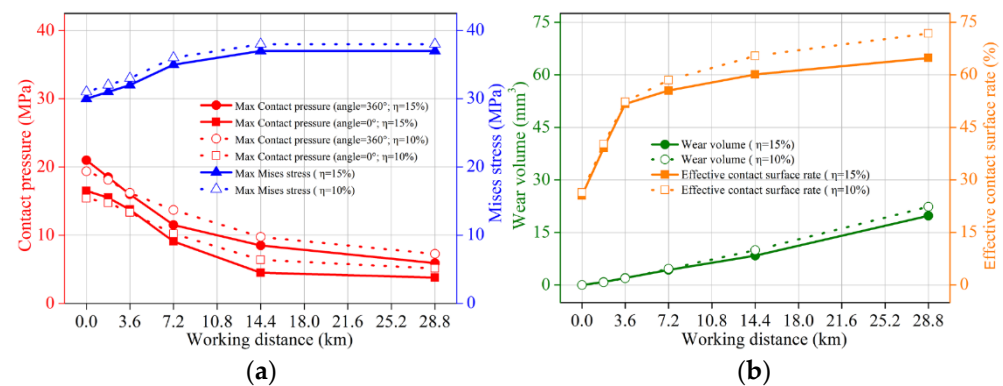 40
30
20
10
0
Contact pressure (MPa)
Max Contact pressure (angle=360°; η=15%)
Max Contact pressure (angle=0°; η=15%)
Max Contact pressure (angle=360°; η=10%)
Max Contact pressure (angle=0°; η=10%)
Max Mises stress ( η=15%)
Max Mises stress ( η=10%)
40
30
20
10
0
Mises stress (MPa)
0.0 3.6 7.2 10.8 14.4 18.0 21.6 25.2 28.8
Working distance (km)
(a)
75
60
45
30
15
0
Wear volume (mm³)
Wear volume ( η=15%)
Wear volume ( η=10%)
Effective contact surface rate ( η=15%)
Effective contact surface rate ( η=10%)
75
60
45
30
15
0
Effective contact surface rate (%)
0.0 3.6 7.2 10.8 14.4 18.0 21.6 25.2 28.8
Working distance (km)
(b)